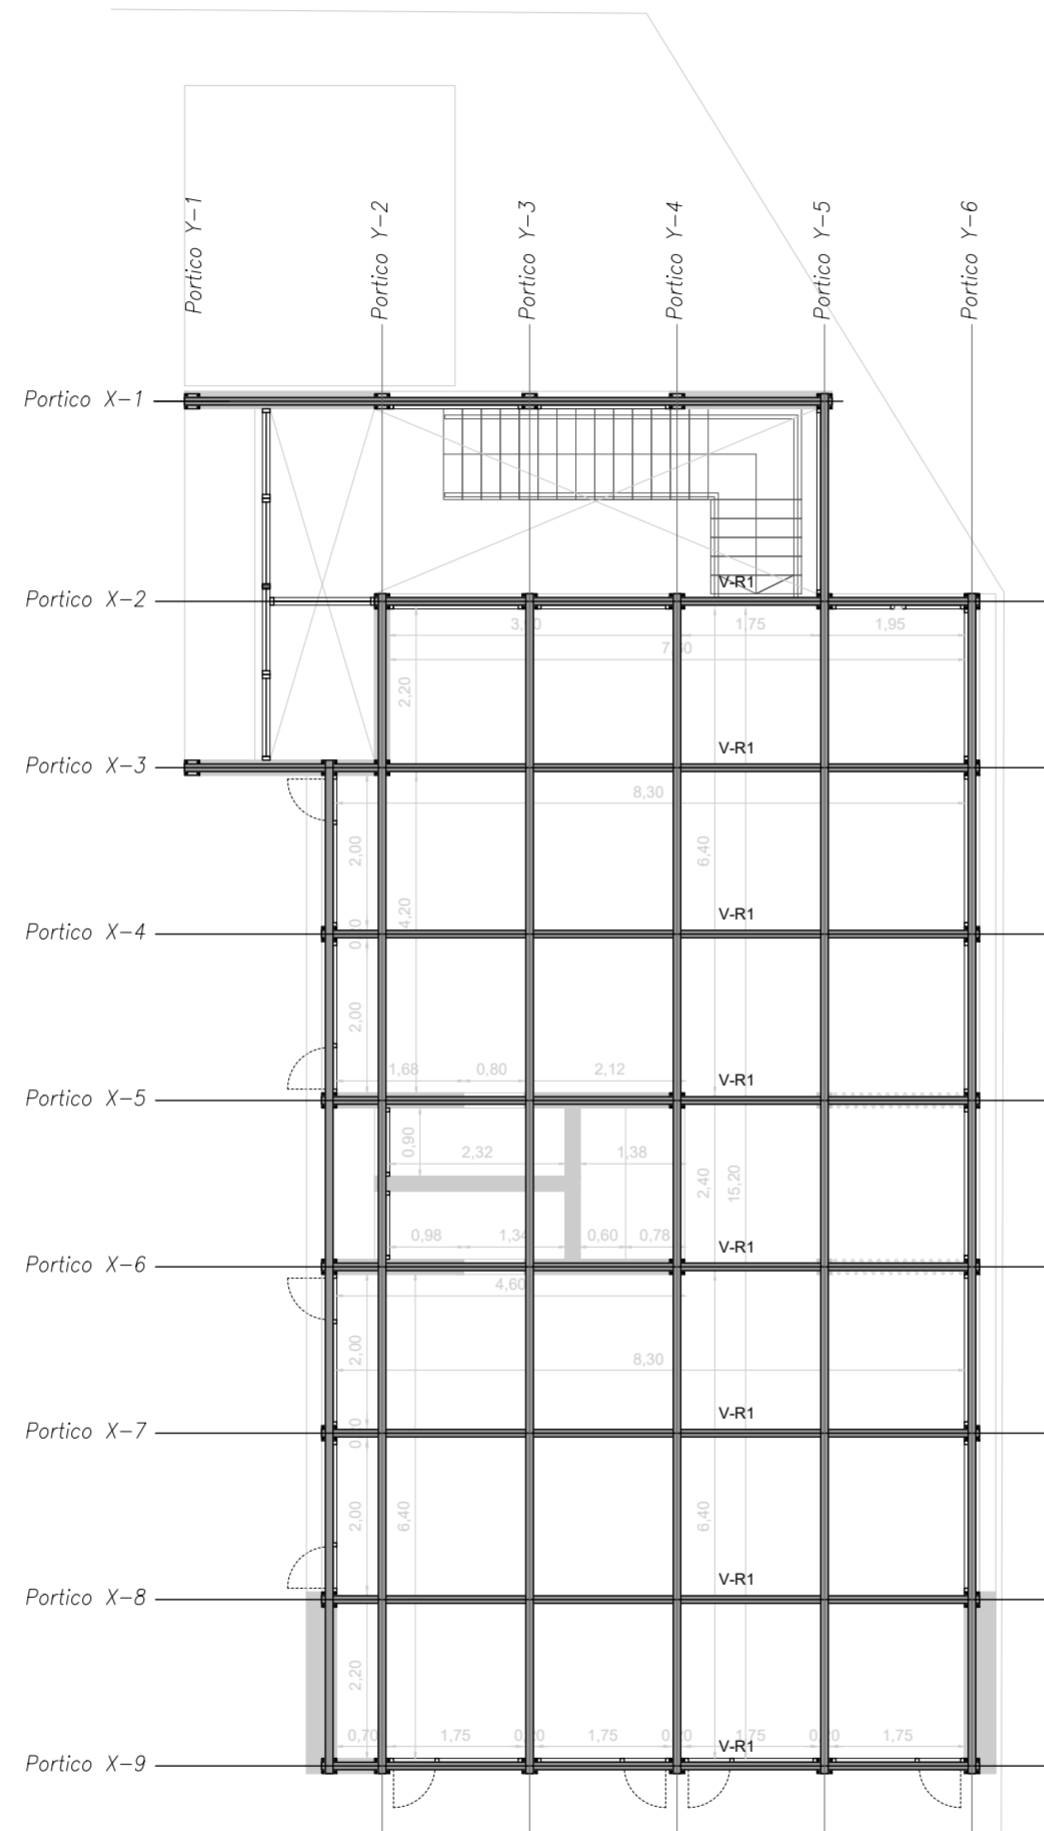 Portico Y-1
Portico Y-2
Portico Y-3
Portico Y-4
Portico Y-5
Portico Y-6
Portico X-1
V-R1
Portico X-2
1,75
1,95
2,20
V-R1
Portico X-3
8,30
2,00
6,40
4,20
V-R1
Portico X-4
2,00
1,68
0,80
2,12
V-R1
Portico X-5
0,90
2,32
1,38
2,40
15,20
0,98
0,60
0,78
V-R1
Portico X-6
4,60
2,00
8,30
V-R1
Portico X-7
2,00
6,40
6,40
V-R1
Portico X-8
2,20
0,70
1,75
1,75
1,75
1,75
V-R1
Portico X-9